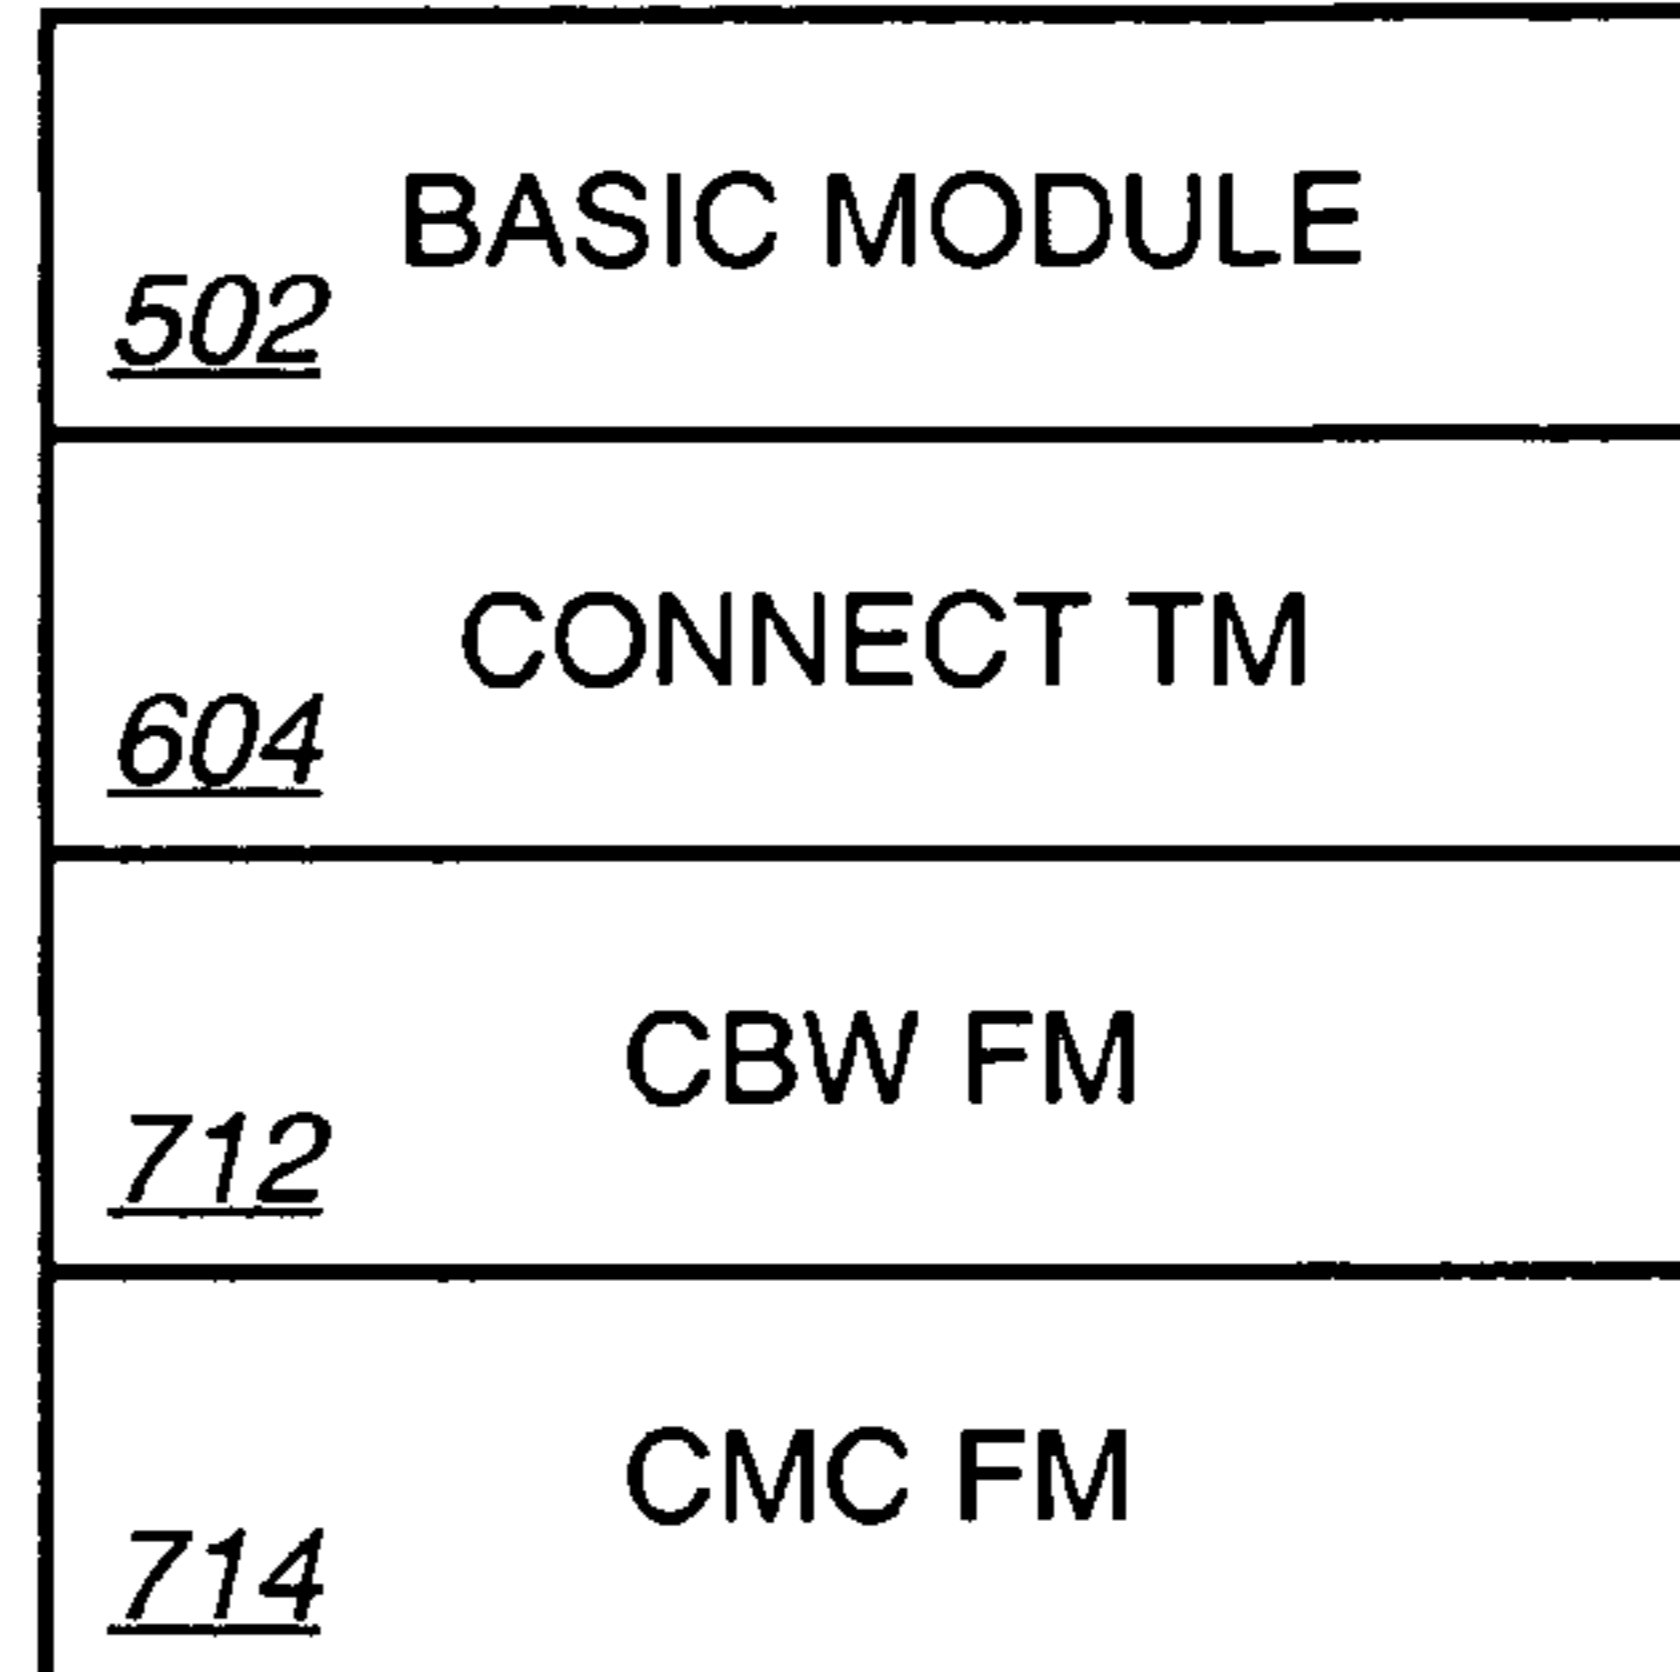 BASIC MODULE
502
CONNECT TM
604
CBW FM
712
CMC FM
714